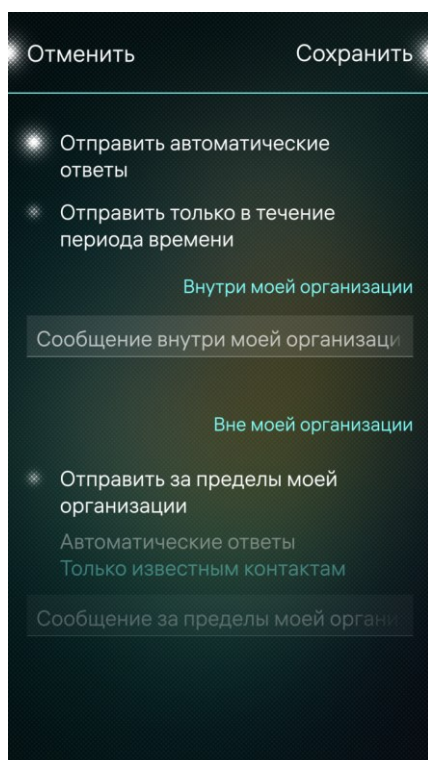 Отменить
Сохранить
Отправить автоматические
ответы
Отправить только в течение
периода времени
Внутри моей организации
Сообщение внутри моей организаци
Вне моей организации
Отправить за пределы моей
организации
Автоматические ответы
Только известным контактам
Сообщение за пределы моей органи